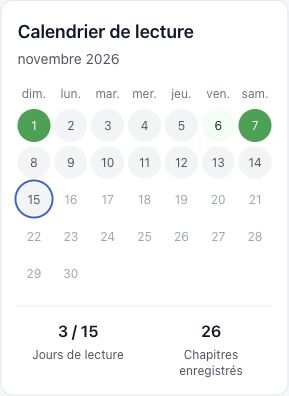 Calendrier de lecture
novembre 2026
dim. lun. mar. mer. jeu. ven. sam.
1 2 3 4 5 6 7
8 9 10 11 12 13 14
15 16 17 18 19 20 21
22 23 24 25 26 27 28
29 30
3 / 15 26
Jours de lecture Chapitres
enregistrés